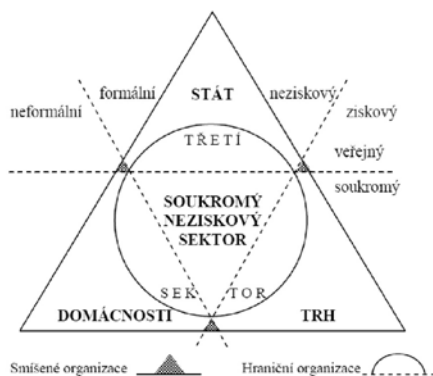 formální
neziskový
STÁT
neformální
ziskový
TŘETÍ
veřejný
soukromý
SOUKROMÝ
NEZISKOVÝ
SEKTOR
SEK TOR
DOMÁCNOSTI
TRH
Smíšené organizace
Hraniční organizace